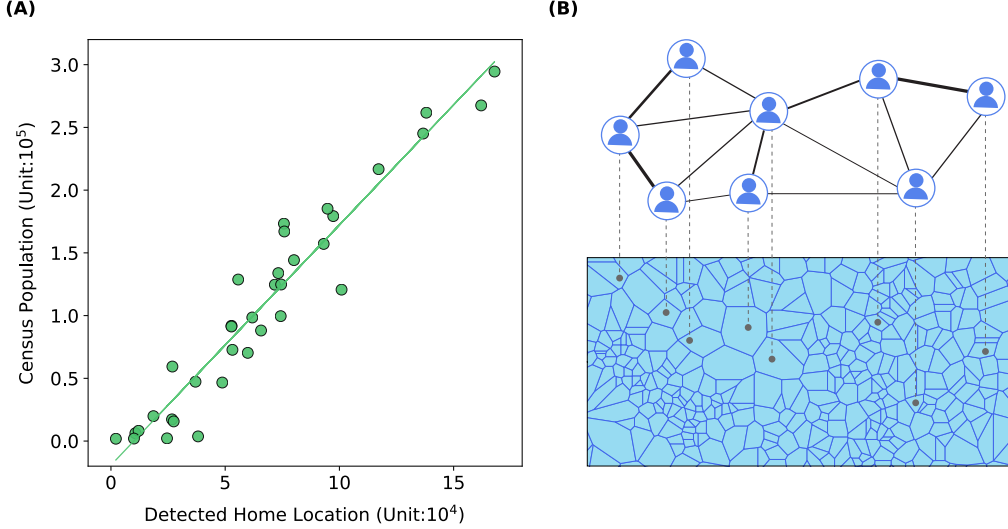 (A)
(B)
3.0
2.5
2.0
1.5
1.0
0.5
0.0
Census Population (Unit:10⁵)
0
5
10
15
Detected Home Location (Unit:10⁴)